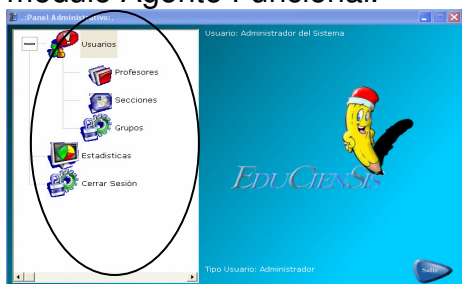 módulo Agente Funcional.
.:Panel Administrativo:.
Usuario: Administrador del Sistema
Usuarios
Profesores
Secciones
Grupos
Estadisticas
Cerrar Sesión
EduCienSis
Tipo Usuario: Administrador
Salir